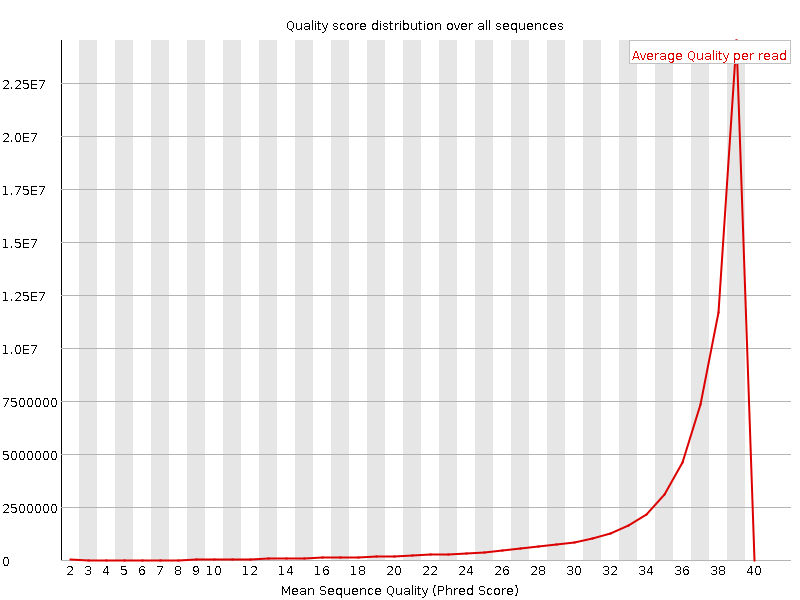 Quality score distribution over all sequences
Average Quality per read
2.25E7
2.0E7
1.75E7
1.5E7
1.25E7
1.0E7
7500000
5000000
2500000
0
2 3 4 5 6 7 8 9 10 12 14 16 18 20 22 24 26 28 30 32 34 36 38 40
Mean Sequence Quality (Phred Score)